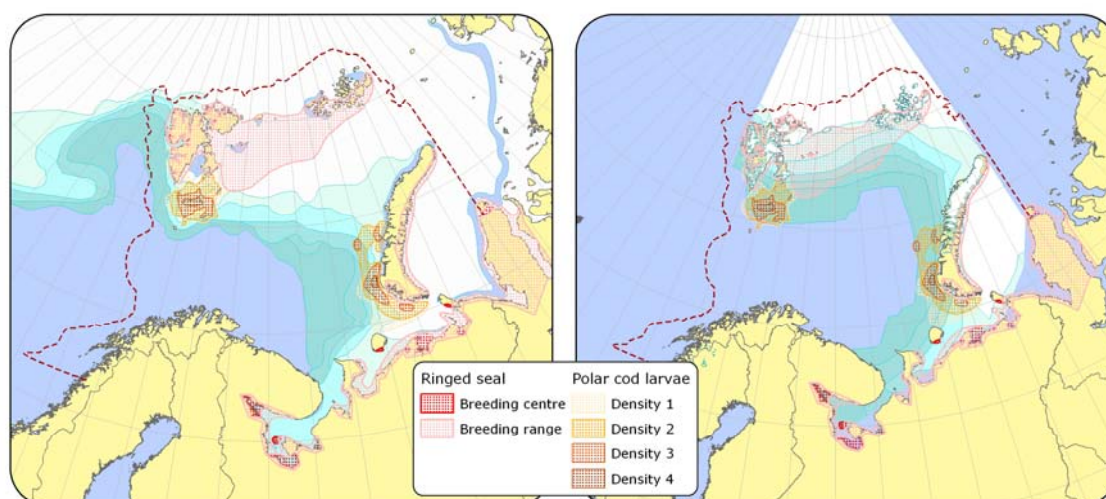 Ringed seal
Breeding centre
Breeding range
Polar cod larvae
Density 1
Density 2
Density 3
Density 4